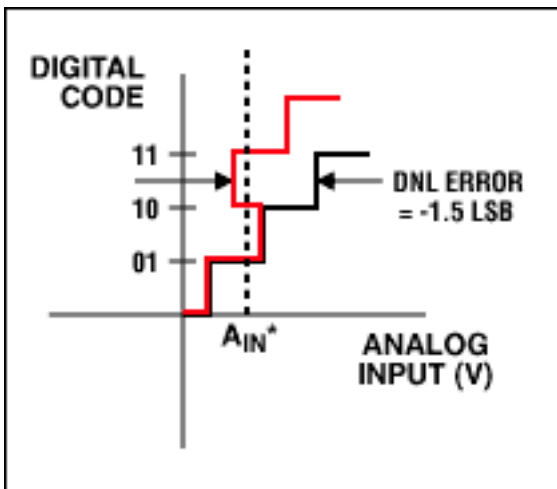 DIGITAL
CODE
11
10
01
DNL ERROR
= -1.5 LSB
AIN*
ANALOG
INPUT (V)